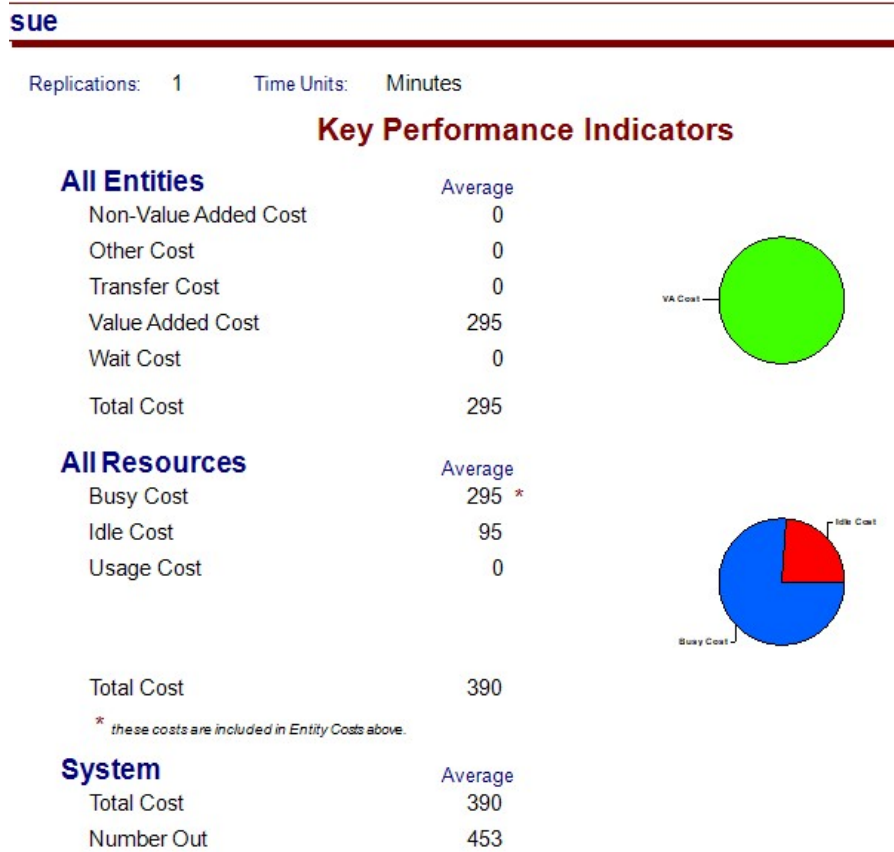 sue
Replications: 1 Time Units: Minutes
Key Performance Indicators
All Entities Average
Non-Value Added Cost 0
Other Cost 0
Transfer Cost 0
Value Added Cost 295
Wait Cost 0
Total Cost 295
VA Cost
All Resources Average
Busy Cost 295 *
Idle Cost 95
Usage Cost 0
Idle Cost
Busy Cost
Total Cost 390
* these costs are included in Entity Costs above.
System Average
Total Cost 390
Number Out 453